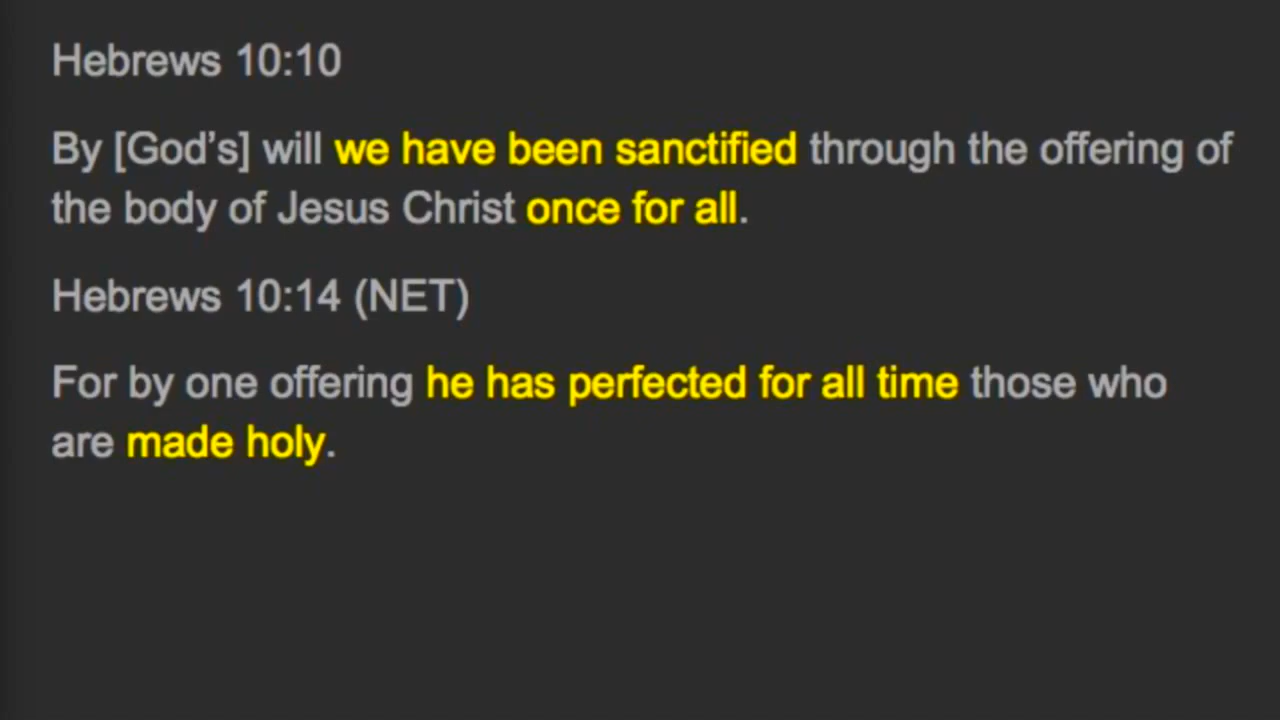 Hebrews 10:10
By [God’s] will we have been sanctified through the offering of
the body of Jesus Christ once for all.
Hebrews 10:14 (NET)
For by one offering he has perfected for all time those who
are made holy.